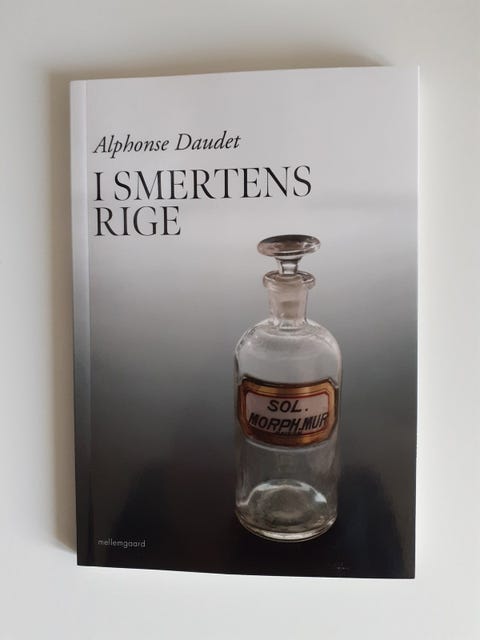 Alphonse Daudet
I SMERTENS
RIGE
SOL.
MORPH.MUR
mellemgaard